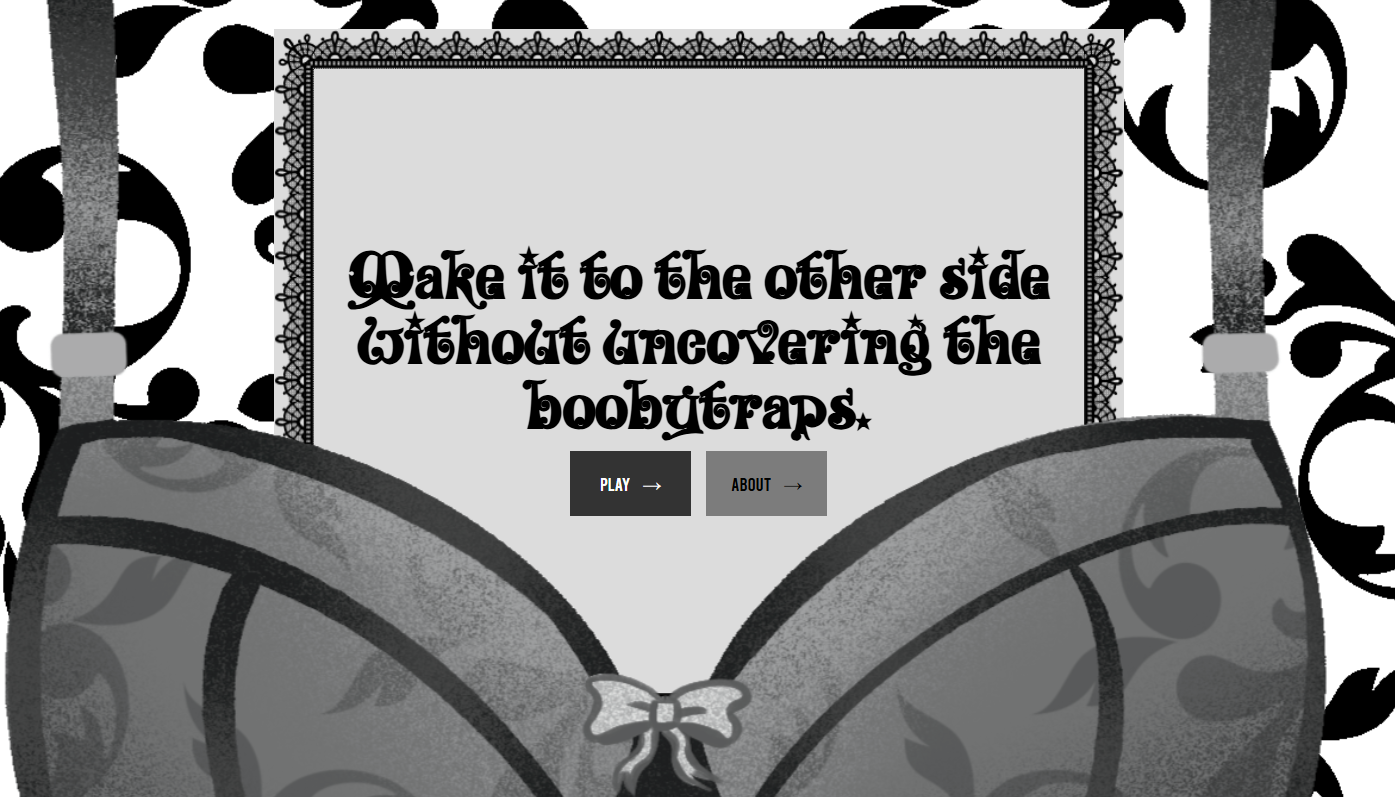 Make it to the other side
without uncovering the
boobytraps.
PLAY →
ABOUT →